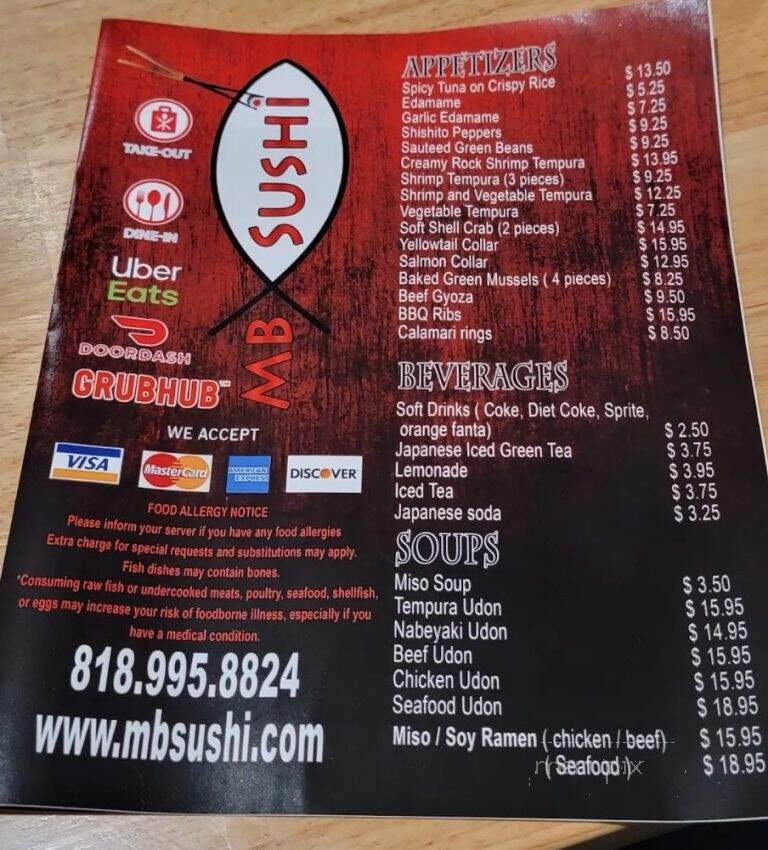 TAKE-OUT
DINE-IN
Uber
Eats
DOORDASH
GRUBHUB™
MB SUSHI
WE ACCEPT
VISA
MasterCard
AMERICAN
EXPRESS
DISCOVER
FOOD ALLERGY NOTICE
Please inform your server if you have any food allergies
Extra charge for special requests and substitutions may apply.
Fish dishes may contain bones.
*Consuming raw fish or undercooked meats, poultry, seafood, shellfish,
or eggs may increase your risk of foodborne illness, especially if you
have a medical condition.
818.995.8824
www.mbsushi.com
APPETIZERS
Spicy Tuna on Crispy Rice $ 13.50
Edamame $ 5.25
Garlic Edamame $ 7.25
Shishito Peppers $ 9.25
Sauteed Green Beans $ 9.25
Creamy Rock Shrimp Tempura $ 13.95
Shrimp Tempura (3 pieces) $ 9.25
Shrimp and Vegetable Tempura $ 12.25
Vegetable Tempura $ 7.25
Soft Shell Crab (2 pieces) $ 14.95
Yellowtail Collar $ 15.95
Salmon Collar $ 12.95
Baked Green Mussels ( 4 pieces) $ 8.25
Beef Gyoza $ 9.50
BBQ Ribs $ 15.95
Calamari rings $ 8.50
BEVERAGES
Soft Drinks ( Coke, Diet Coke, Sprite,
orange fanta) $ 2.50
Japanese Iced Green Tea $ 3.75
Lemonade $ 3.95
Iced Tea $ 3.75
Japanese soda $ 3.25
SOUPS
Miso Soup $ 3.50
Tempura Udon $ 15.95
Nabeyaki Udon $ 14.95
Beef Udon $ 15.95
Chicken Udon $ 15.95
Seafood Udon $ 18.95
Miso / Soy Ramen ( chicken / beef) $ 15.95
( Seafood ) $ 18.95